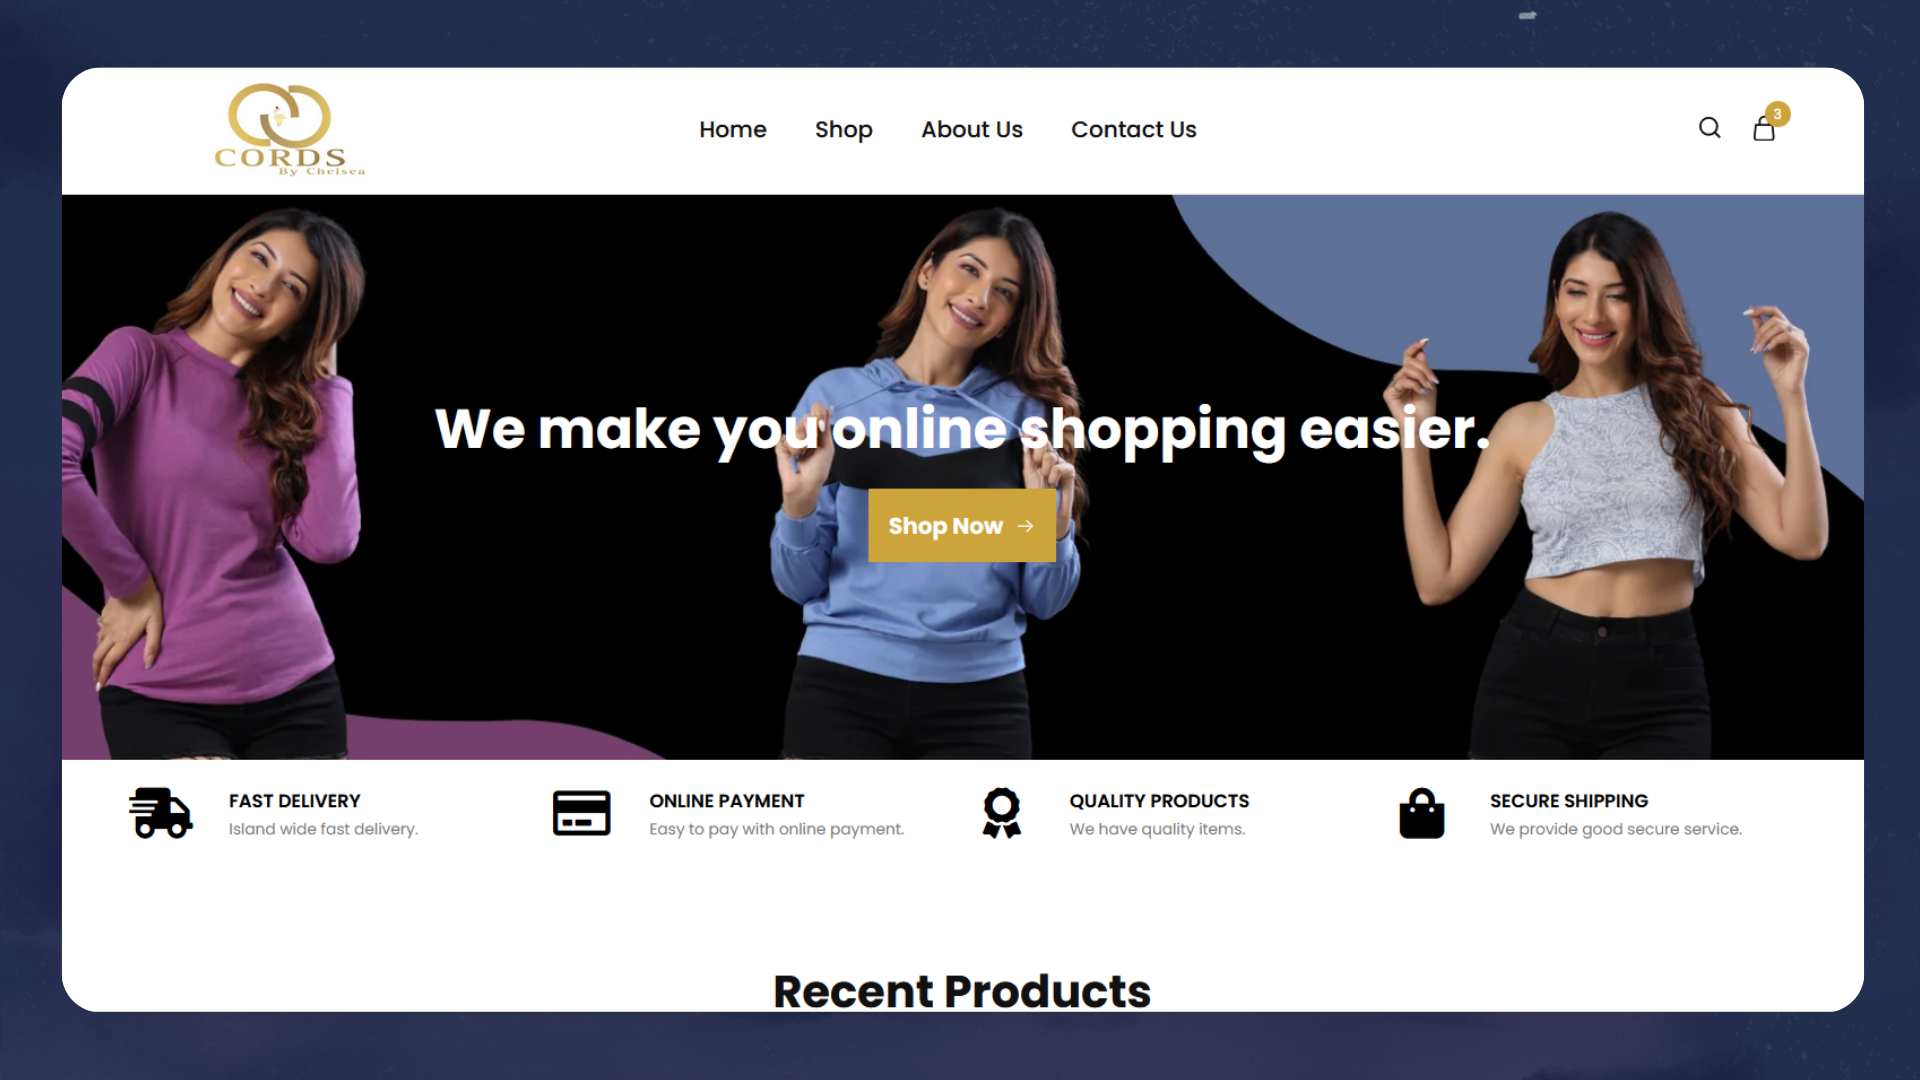 CORDS
By Chelsea
Home
Shop
About Us
Contact Us
3
We make you online shopping easier.
Shop Now →
FAST DELIVERY
Island wide fast delivery.
ONLINE PAYMENT
Easy to pay with online payment.
QUALITY PRODUCTS
We have quality items.
SECURE SHIPPING
We provide good secure service.
Recent Products